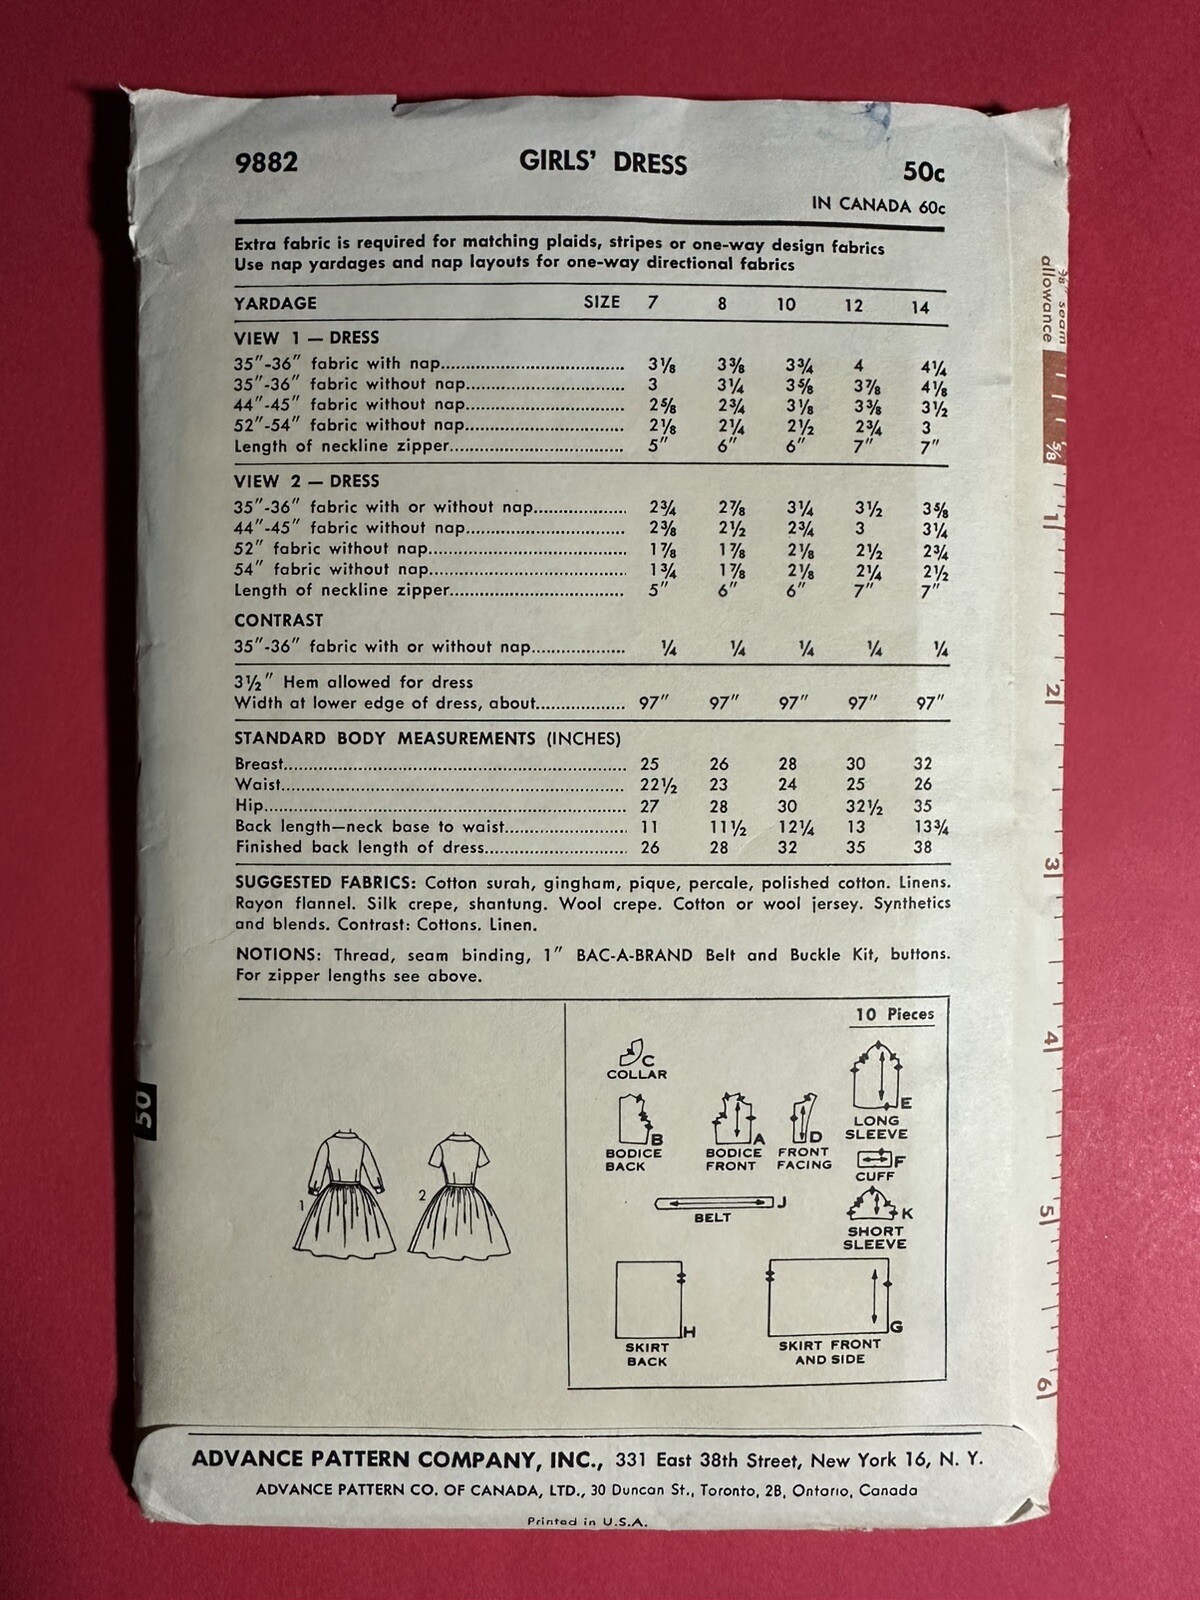 9882 GIRLS' DRESS 50c
IN CANADA 60c
Extra fabric is required for matching plaids, stripes or one-way design fabrics
Use nap yardages and nap layouts for one-way directional fabrics
YARDAGE SIZE 7 8 10 12 14
VIEW 1 — DRESS
35"-36" fabric with nap 3⅛ 3⅜ 3¾ 4 4¼
35"-36" fabric without nap 3 3¼ 3⅝ 3⅞ 4⅛
44"-45" fabric without nap 2⅝ 2¾ 3⅛ 3⅜ 3½
52"-54" fabric without nap 2⅛ 2¼ 2½ 2¾ 3
Length of neckline zipper 5" 6" 6" 7" 7"
VIEW 2 — DRESS
35"-36" fabric with or without nap 2¾ 2⅞ 3¼ 3½ 3⅝
44"-45" fabric without nap 2⅜ 2½ 2¾ 3 3¼
52" fabric without nap 1⅞ 1⅞ 2⅛ 2½ 2¾
54" fabric without nap 1¾ 1⅞ 2⅛ 2¼ 2½
Length of neckline zipper 5" 6" 6" 7" 7"
CONTRAST
35"-36" fabric with or without nap ¼ ¼ ¼ ¼ ¼
3½" Hem allowed for dress
Width at lower edge of dress, about 97" 97" 97" 97" 97"
STANDARD BODY MEASUREMENTS (INCHES)
Breast 25 26 28 30 32
Waist 22½ 23 24 25 26
Hip 27 28 30 32½ 35
Back length—neck base to waist 11 11½ 12¼ 13 13¾
Finished back length of dress 26 28 32 35 38
SUGGESTED FABRICS: Cotton surah, gingham, pique, percale, polished cotton. Linens.
Rayon flannel. Silk crepe, shantung. Wool crepe. Cotton or wool jersey. Synthetics
and blends. Contrast: Cottons. Linen.
NOTIONS: Thread, seam binding, 1" BAC-A-BRAND Belt and Buckle Kit, buttons.
For zipper lengths see above.
10 Pieces
C
COLLAR
E
LONG
SLEEVE
B
BODICE
BACK
A
BODICE
FRONT
D
FRONT
FACING
F
CUFF
J
BELT
K
SHORT
SLEEVE
H
SKIRT
BACK
G
SKIRT FRONT
AND SIDE
1
2
50
⅝" seam
allowance
⅝
1
2
3
4
5
6
ADVANCE PATTERN COMPANY, INC., 331 East 38th Street, New York 16, N. Y.
ADVANCE PATTERN CO. OF CANADA, LTD., 30 Duncan St., Toronto, 2B, Ontario, Canada
Printed in U.S.A.